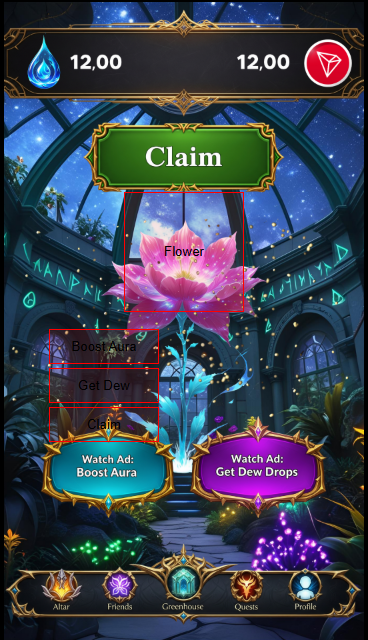 12,00
12,00
Claim
Flower
Boost Aura
Get Dew
Claim
Watch Ad:
Boost Aura
Watch Ad:
Get Dew Drops
Altar
Friends
Greenhouse
Quests
Profile